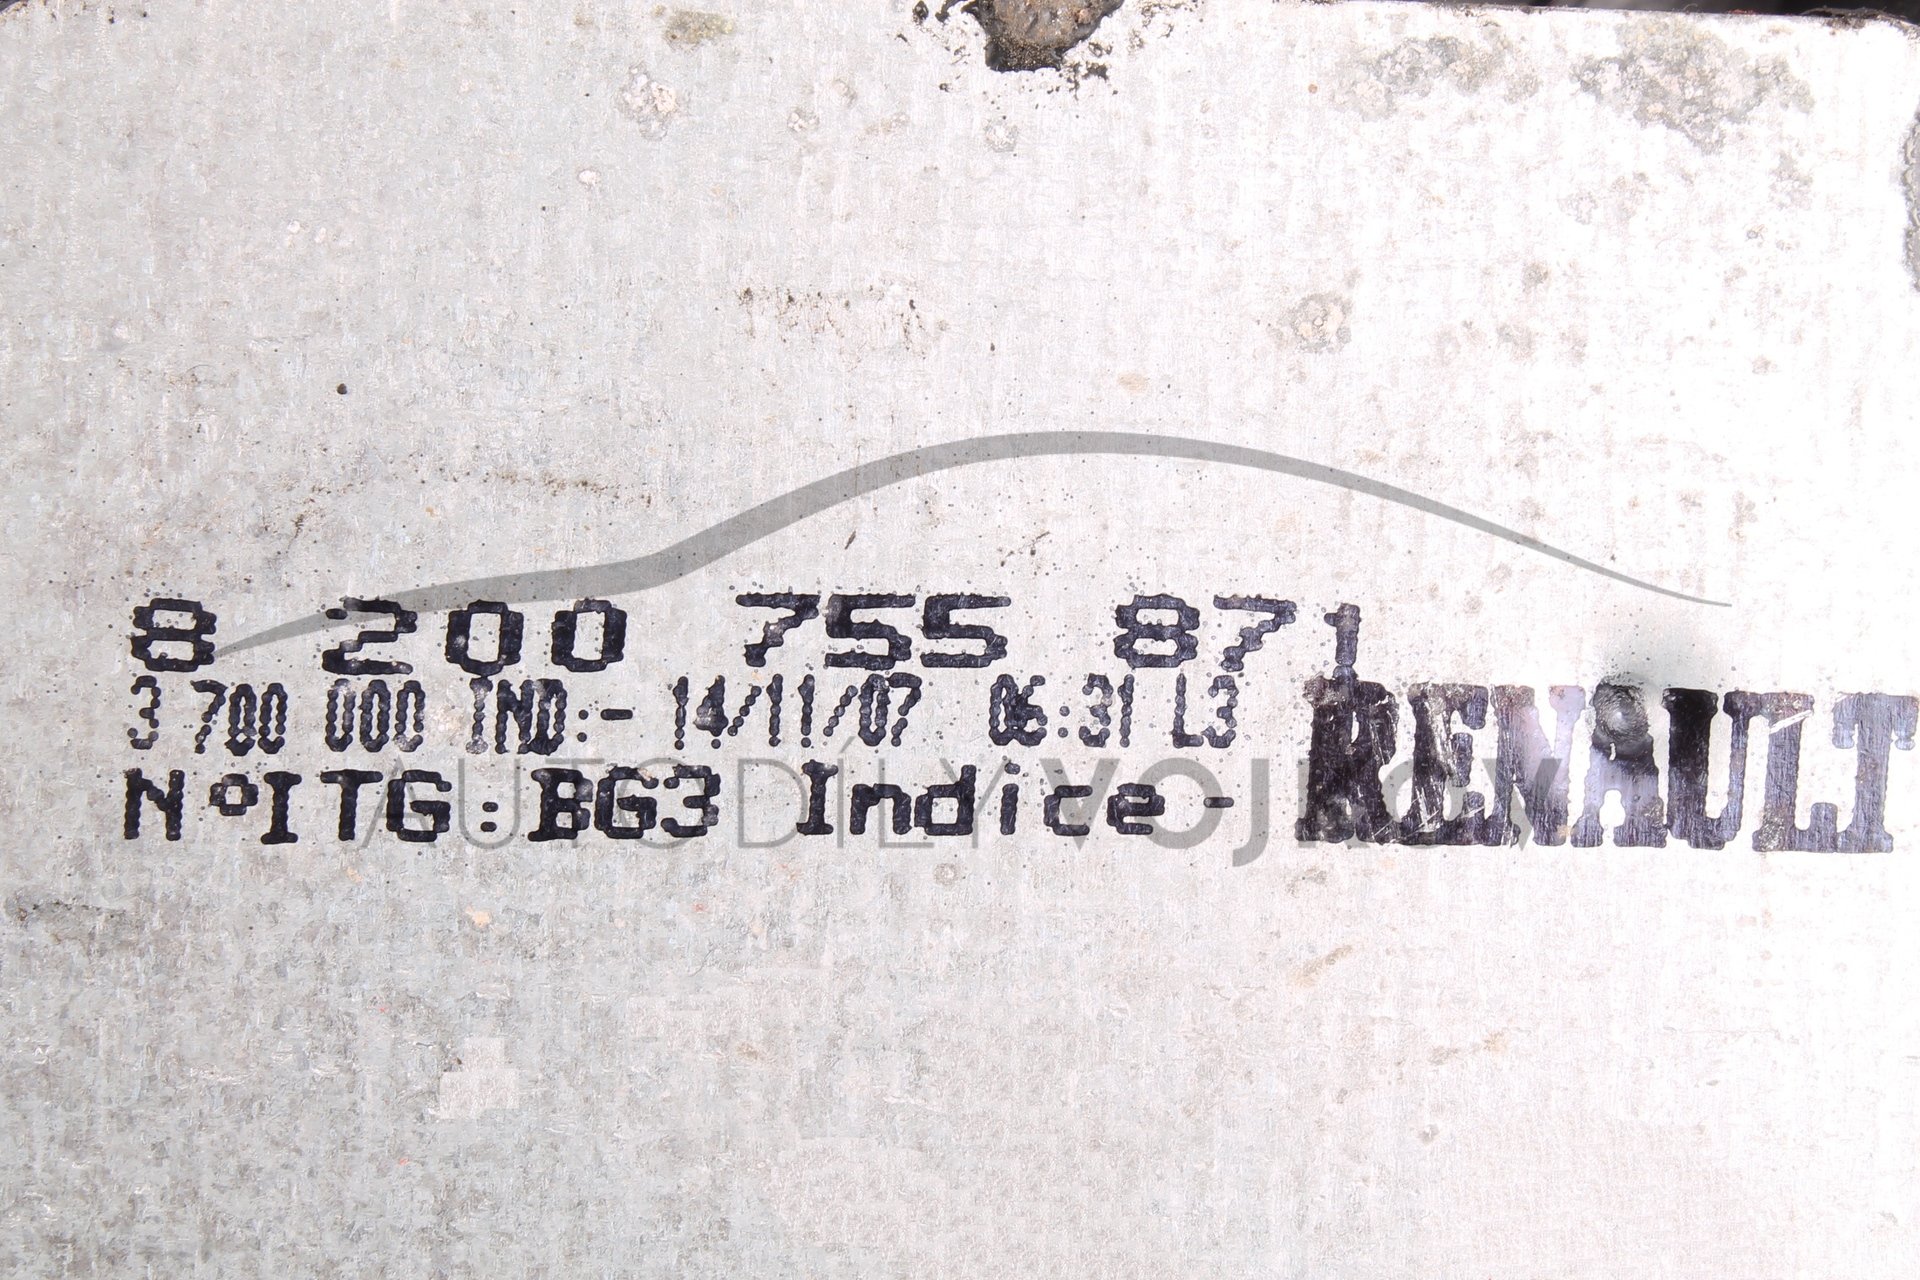 8 200 755 871
3 700 000 IND:- 14/11/07 06:31 L3
N°ITG:BG3 Indice -
RENAULT
AUTODÍLY VOJKOV